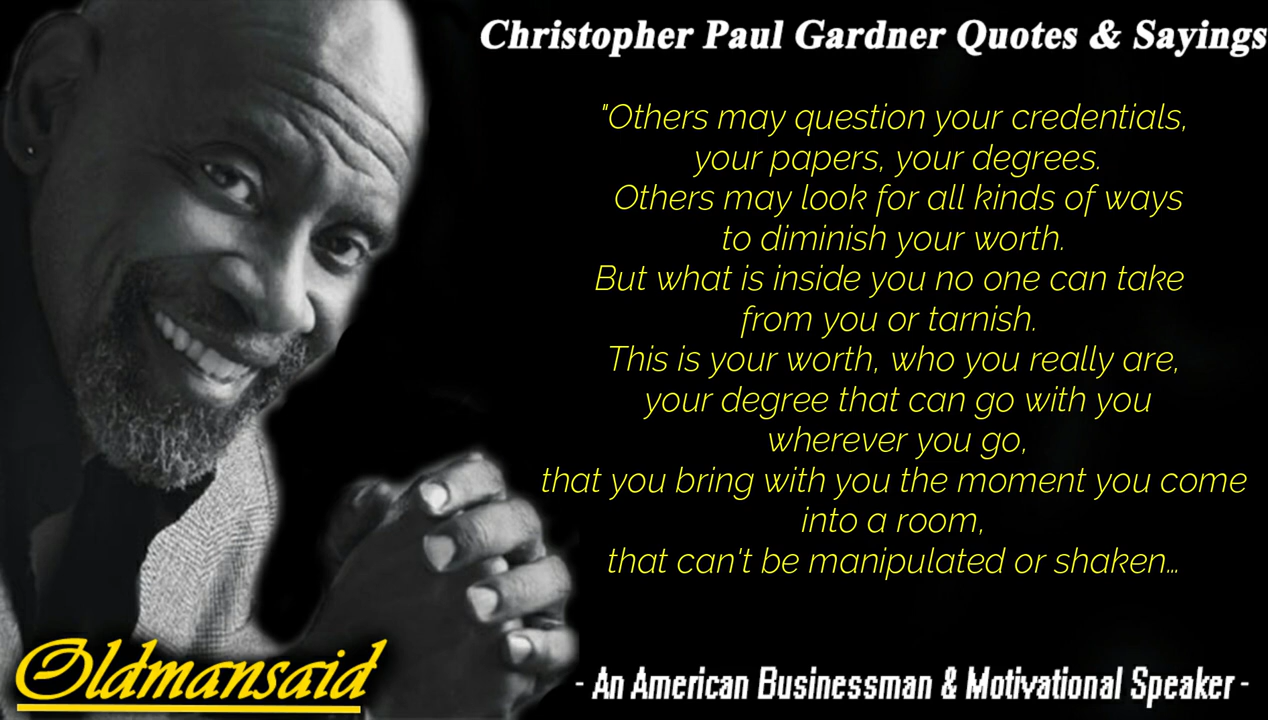 Christopher Paul Gardner Quotes & Sayings
"Others may question your credentials,
your papers, your degrees.
Others may look for all kinds of ways
to diminish your worth.
But what is inside you no one can take
from you or tarnish.
This is your worth, who you really are,
your degree that can go with you
wherever you go,
that you bring with you the moment you come
into a room,
that can't be manipulated or shaken…
Oldmansaid
- An American Businessman & Motivational Speaker -